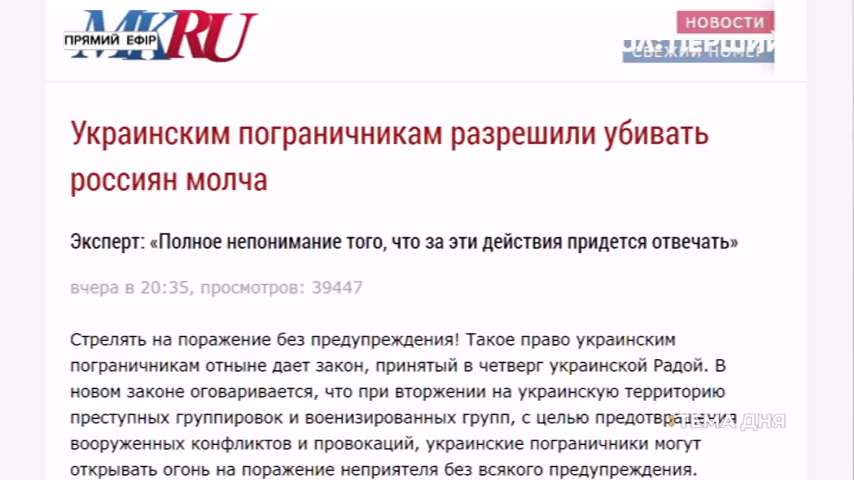 MKRU
ПРЯМИЙ ЕФІР
НОВОСТИ
ПЕРШИЙ
СВЕЖИЙ НОМЕР
Украинским пограничникам разрешили убивать
россиян молча
Эксперт: «Полное непонимание того, что за эти действия придется отвечать»
вчера в 20:35, просмотров: 39447
Стрелять на поражение без предупреждения! Такое право украинским
пограничникам отныне дает закон, принятый в четверг украинской Радой. В
новом законе оговаривается, что при вторжении на украинскую территорию
преступных группировок и военизированных групп, с целью предотвращения
ТЕМА ДНЯ
вооруженных конфликтов и провокаций, украинские пограничники могут
открывать огонь на поражение неприятеля без всякого предупреждения.